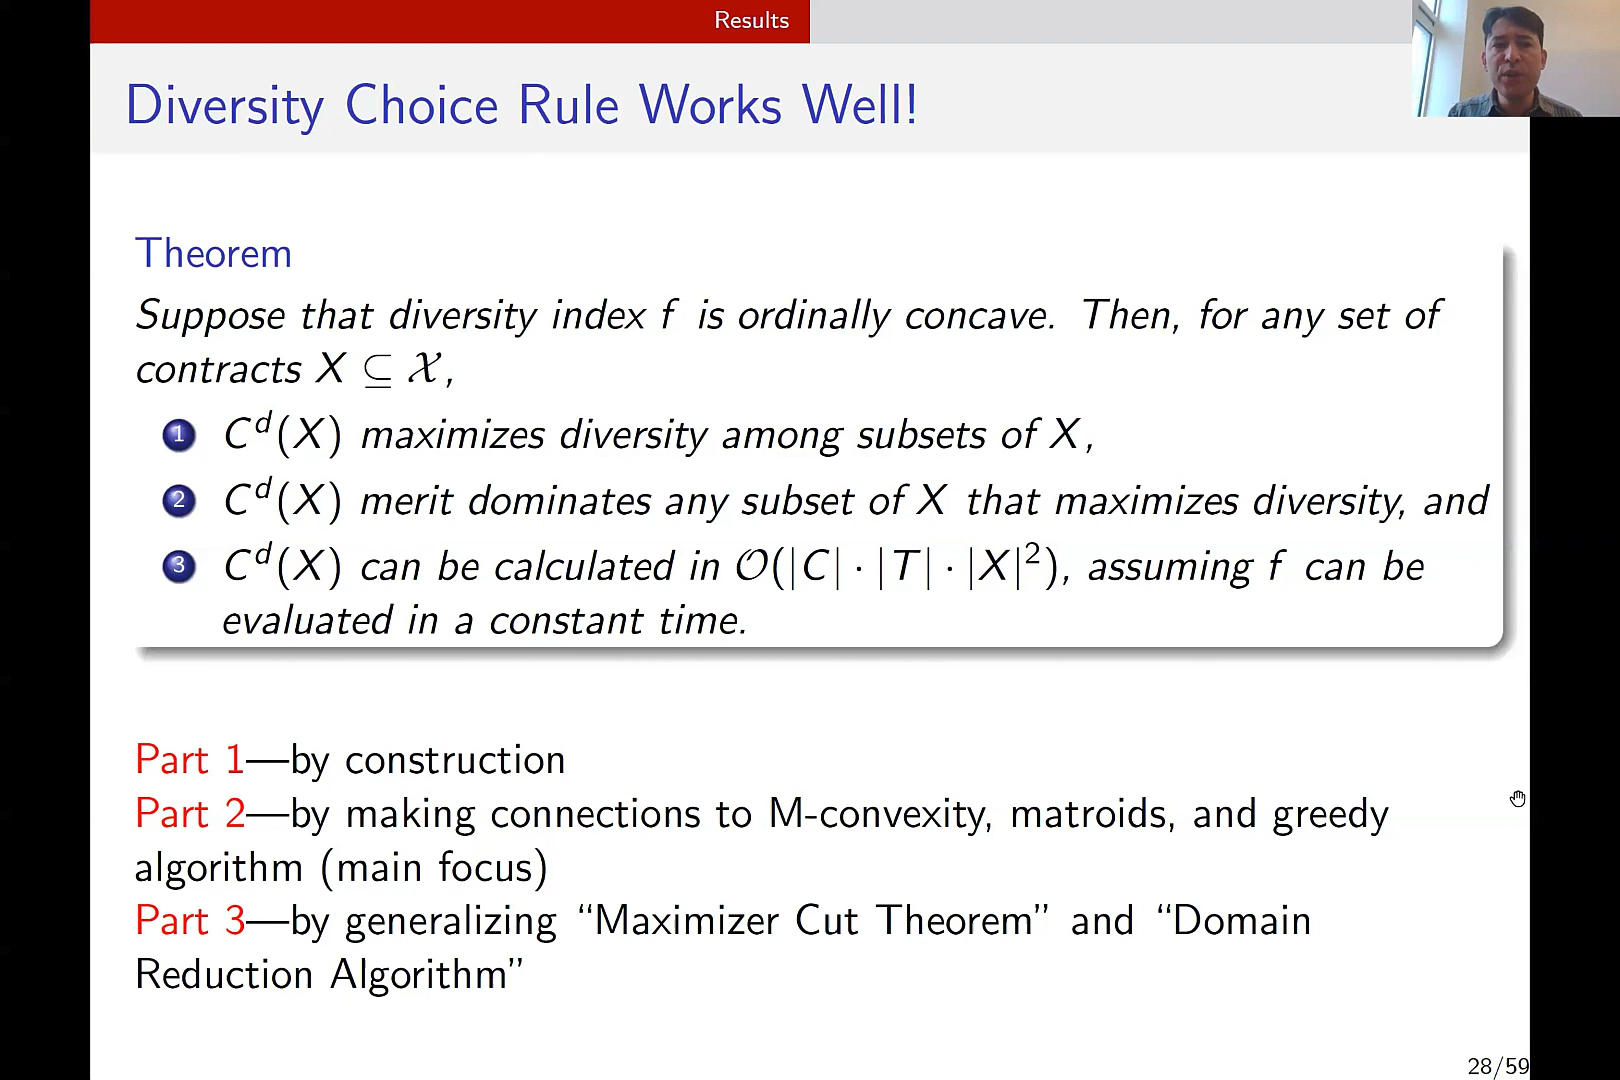 Results
Diversity Choice Rule Works Well!
Theorem
Suppose that diversity index f is ordinally concave. Then, for any set of
contracts X ⊆ 𝒳,
1 C^d(X) maximizes diversity among subsets of X,
2 C^d(X) merit dominates any subset of X that maximizes diversity, and
3 C^d(X) can be calculated in 𝒪(|C| · |T| · |X|^2), assuming f can be
evaluated in a constant time.
Part 1—by construction
Part 2—by making connections to M-convexity, matroids, and greedy
algorithm (main focus)
Part 3—by generalizing “Maximizer Cut Theorem” and “Domain
Reduction Algorithm”
28/59